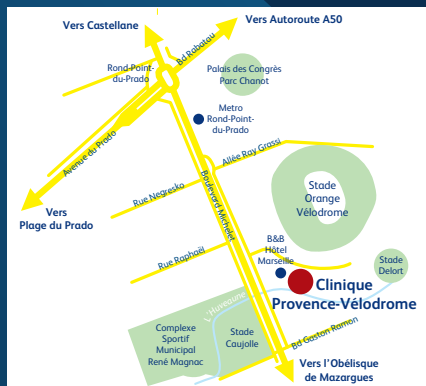 Vers Castellane
Vers Autoroute A50
Bd Rabatau
Rond-Point-
du-Prado
Palais des Congrès
Parc Chanot
Metro
Rond-Point-
du-Prado
Avenue du Prado
Allée Ray Grassi
Boulevard Michelet
Rue Negresko
Stade
Orange
Vélodrome
Vers
Plage du Prado
Rue Raphaël
B&B
Hôtel
Marseille
Stade
Delort
Clinique
Provence-Vélodrome
L'Huveaune
Complexe
Sportif
Municipal
René Magnac
Stade
Caujolle
Bd Gaston Ramon
Vers l'Obélisque
de Mazargues